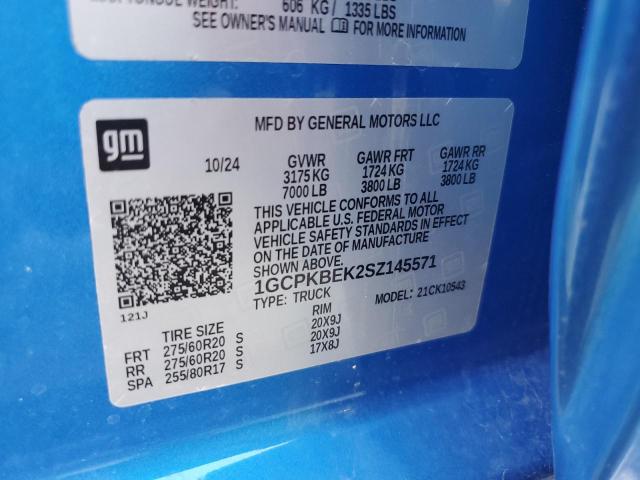 TONGUE WEIGHT: 606 KG / 1335 LBS
SEE OWNER'S MANUAL FOR MORE INFORMATION
gm
MFD BY GENERAL MOTORS LLC
10/24 GVWR GAWR FRT GAWR RR
3175 KG 1724 KG 1724 KG
7000 LB 3800 LB 3800 LB
THIS VEHICLE CONFORMS TO ALL
APPLICABLE U.S. FEDERAL MOTOR
VEHICLE SAFETY STANDARDS IN EFFECT
ON THE DATE OF MANUFACTURE
SHOWN ABOVE.
1GCPKBEK2SZ145571
TYPE: TRUCK MODEL: 21CK10543
121J
TIRE SIZE RIM
FRT 275/60R20 S 20X9J
RR 275/60R20 S 20X9J
SPA 255/80R17 S 17X8J